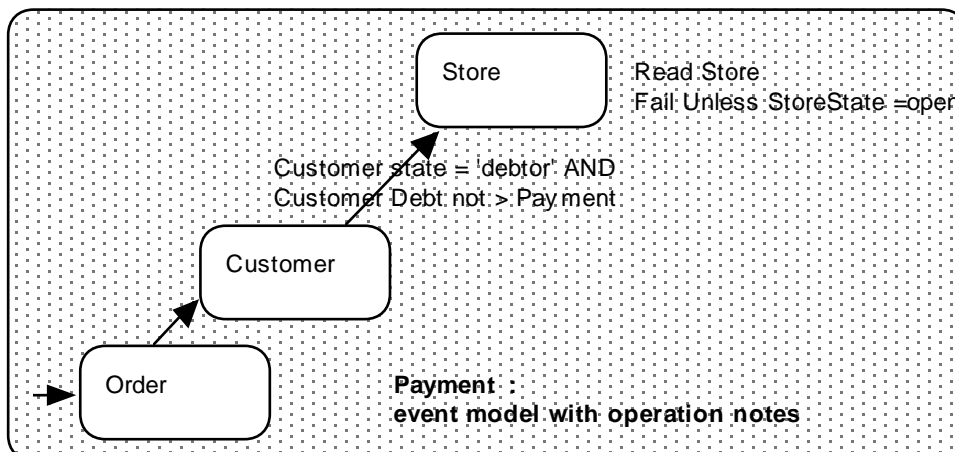 Store
Read Store
Fail Unless StoreState =open
Customer state = 'debtor' AND
Customer Debt not > Payment
Customer
Order
Payment :
event model with operation notes